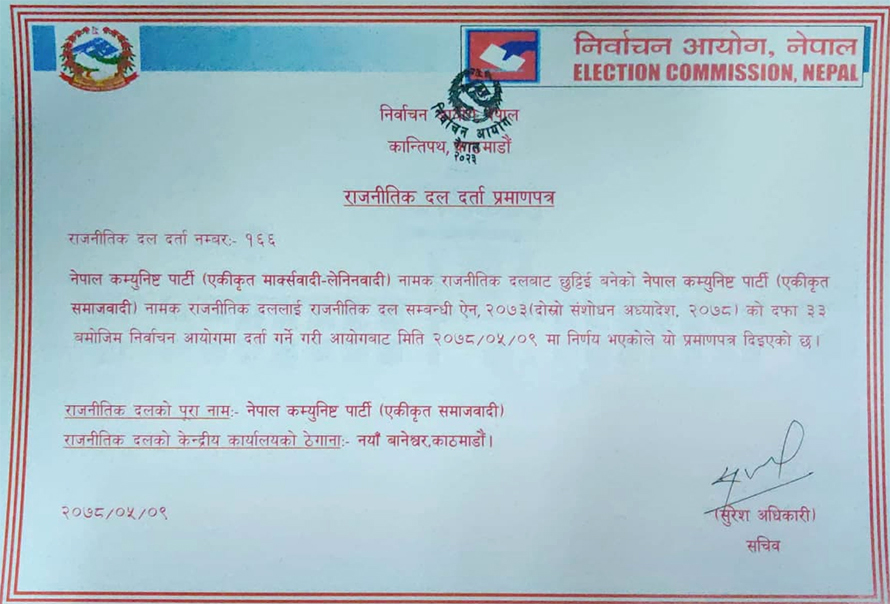 निर्वाचन आयोग, नेपाल
ELECTION COMMISSION, NEPAL
निर्वाचन आयोग नेपाल
कान्तिपथ, काठमाडौं
निर्वाचन आयोग
नेपाल
२०२३
राजनीतिक दल दर्ता प्रमाणपत्र
राजनीतिक दल दर्ता नम्बरः- १६६
नेपाल कम्युनिष्ट पार्टी (एकीकृत मार्क्सवादी-लेनिनवादी) नामक राजनीतिक दलबाट छुट्टिई बनेको नेपाल कम्युनिष्ट पार्टी (एकीकृत
समाजवादी) नामक राजनीतिक दललाई राजनीतिक दल सम्बन्धी ऐन, २०७३(दोस्रो संशोधन अध्यादेश, २०७८) को दफा ३३
बमोजिम निर्वाचन आयोगमा दर्ता गर्ने गरी आयोगबाट मिति २०७८/०५/०९ मा निर्णय भएकोले यो प्रमाणपत्र दिइएको छ।
राजनीतिक दलको पूरा नामः- नेपाल कम्युनिष्ट पार्टी (एकीकृत समाजवादी)
राजनीतिक दलको केन्द्रीय कार्यालयको ठेगानाः- नयाँ बानेश्वर,काठमाडौं।
२०७८/०५/०९
(सुरेश अधिकारी)
सचिव